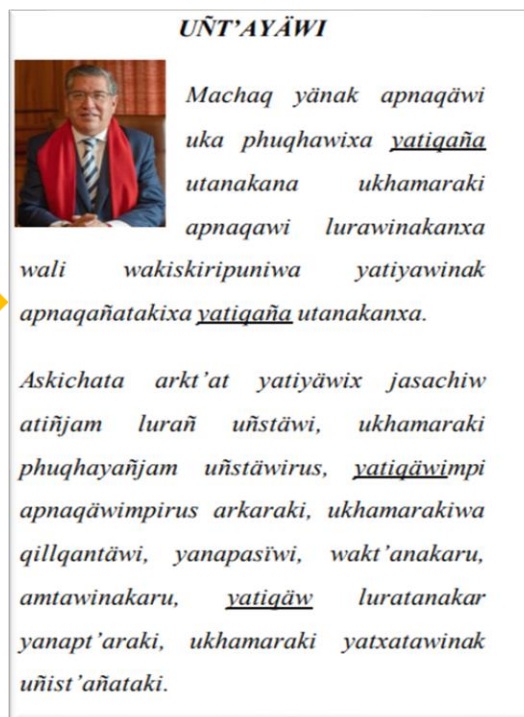 UÑT’AYÄWI
Machaq yänak apnaqäwi
uka phuqhawixa yatiqaña
utanakana ukhamaraki
apnaqawi lurawinakanxa
wali wakiskiripuniwa yatiyawinak
apnaqañatakixa yatiqaña utanakanxa.
Askichata arkt’at yatiyäwix jasachiw
atiñjam lurañ uñstäwi, ukhamaraki
phuqhayañjam uñstäwirus, yatiqäwimpi
apnaqäwimpirus arkaraki, ukhamarakiwa
qillqantäwi, yanapasïwi, wakt’anakaru,
amtawinakaru, yatiqäw luratanakar
yanapt’araki, ukhamaraki yatxatawinak
uñist’añataki.